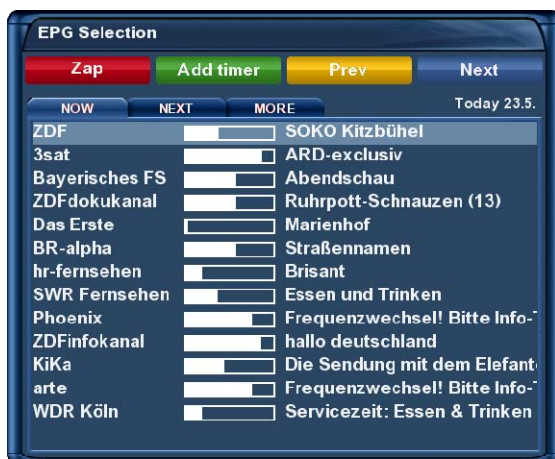 EPG Selection
Zap Add timer Prev Next
NOW NEXT MORE Today 23.5.
ZDF SOKO Kitzbühel
3sat ARD-exclusiv
Bayerisches FS Abendschau
ZDFdokukanal Ruhrpott-Schnauzen (13)
Das Erste Marienhof
BR-alpha Straßennamen
hr-fernsehen Brisant
SWR Fernsehen Essen und Trinken
Phoenix Frequenzwechsel! Bitte Info-
ZDFinfokanal hallo deutschland
KiKa Die Sendung mit dem Elefant
arte Frequenzwechsel! Bitte Info-
WDR Köln Servicezeit: Essen & Trinken